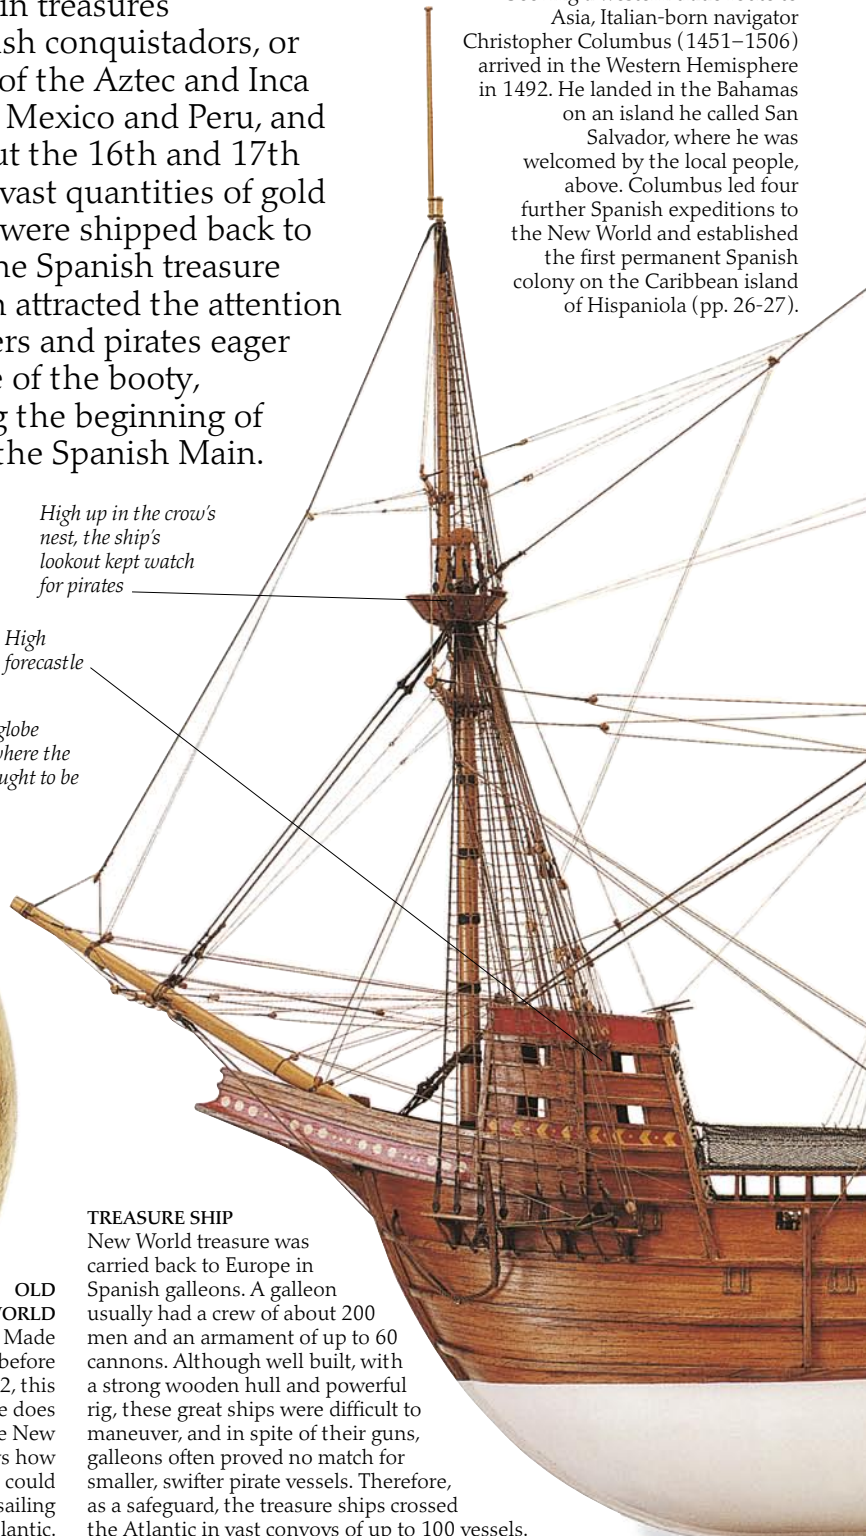 in treasures
sh conquistadors, or
of the Aztec and Inca
Mexico and Peru, and
ut the 16th and 17th
vast quantities of gold
were shipped back to
he Spanish treasure
n attracted the attention
ers and pirates eager
e of the booty,
g the beginning of
the Spanish Main.
Asia, Italian-born navigator
Christopher Columbus (1451–1506)
arrived in the Western Hemisphere
in 1492. He landed in the Bahamas
on an island he called San
Salvador, where he was
welcomed by the local people,
above. Columbus led four
further Spanish expeditions to
the New World and established
the first permanent Spanish
colony on the Caribbean island
of Hispaniola (pp. 26-27).
High up in the crow's
nest, the ship's
lookout kept watch
for pirates
High
forecastle
globe
where the
ught to be
OLD
WORLD
Made
before
2, this
e does
e New
s how
could
sailing
lantic.
TREASURE SHIP
New World treasure was
carried back to Europe in
Spanish galleons. A galleon
usually had a crew of about 200
men and an armament of up to 60
cannons. Although well built, with
a strong wooden hull and powerful
rig, these great ships were difficult to
maneuver, and in spite of their guns,
galleons often proved no match for
smaller, swifter pirate vessels. Therefore,
as a safeguard, the treasure ships crossed
the Atlantic in vast convoys of up to 100 vessels.